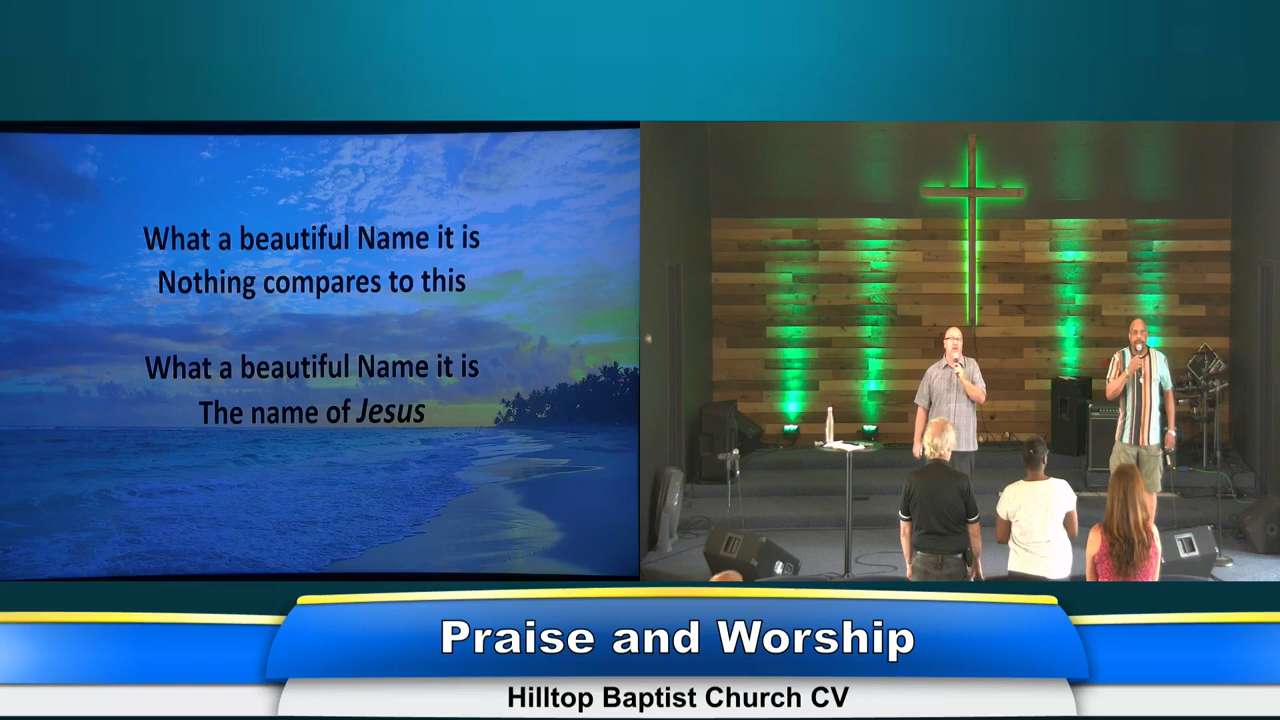 What a beautiful Name it is
Nothing compares to this
What a beautiful Name it is
The name of Jesus
Praise and Worship
Hilltop Baptist Church CV